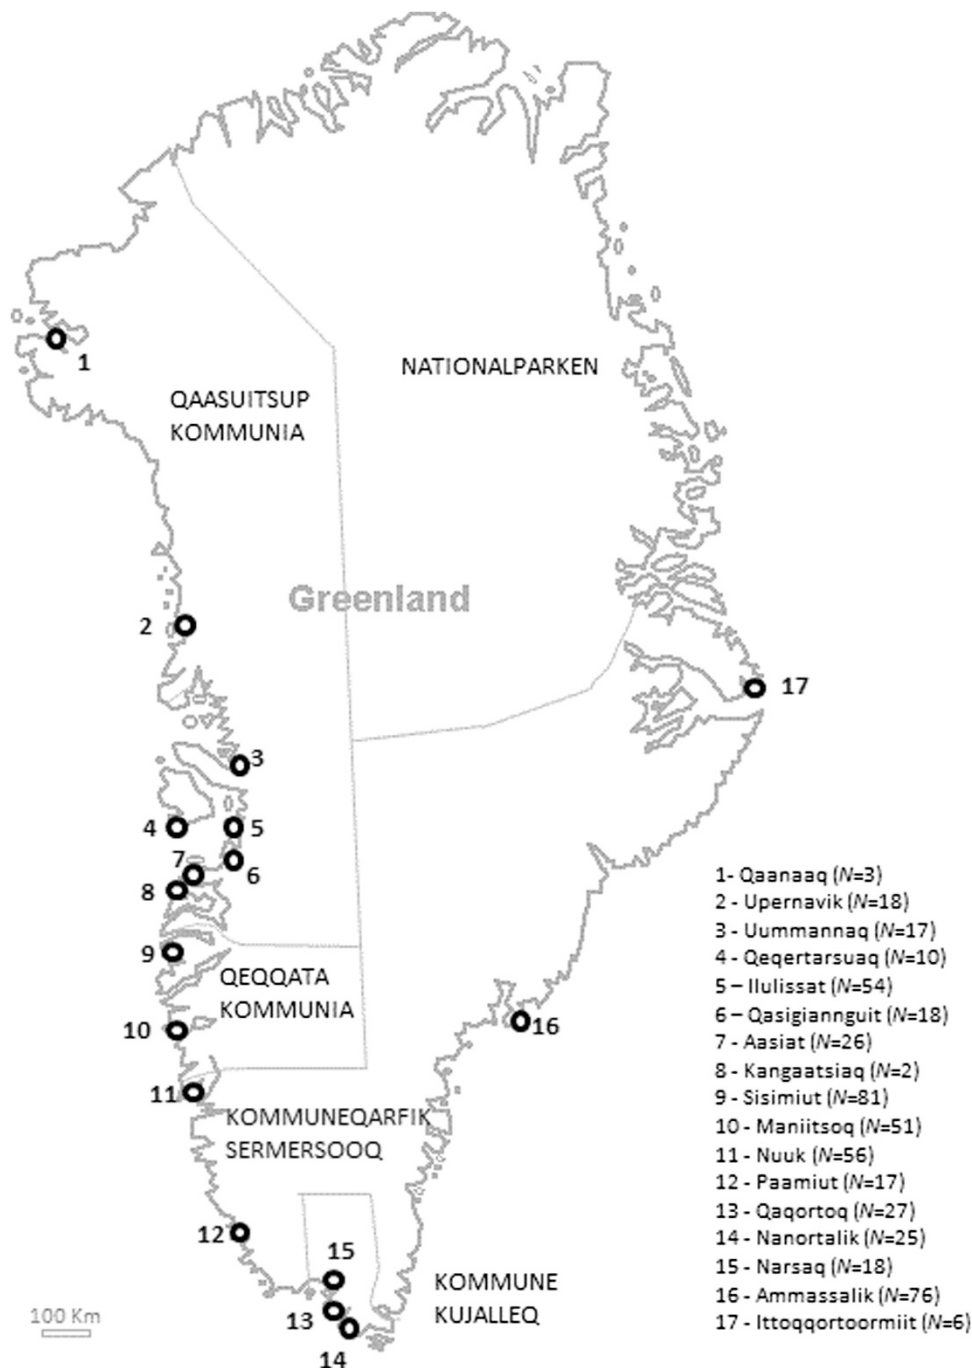 1
NATIONALPARKEN
QAASUITSUP
KOMMUNIA
Greenland
2
17
3
4
5
7
6
8
9
QEQQATA
KOMMUNIA
10
16
11
KOMMUNEQARFIK
SERMERSOOQ
12
15
KOMMUNE
KUJALLEQ
13
14
100 Km
1- Qaanaaq (N=3)
2 - Upernavik (N=18)
3 - Uummannaq (N=17)
4 - Qeqertarsuaq (N=10)
5 – Ilulissat (N=54)
6 – Qasigiannguit (N=18)
7 - Aasiat (N=26)
8 - Kangaatsiaq (N=2)
9 - Sisimiut (N=81)
10 - Maniitsoq (N=51)
11 - Nuuk (N=56)
12 - Paamiut (N=17)
13 - Qaqortoq (N=27)
14 - Nanortalik (N=25)
15 - Narsaq (N=18)
16 - Ammassalik (N=76)
17 - Ittoqqortoormiit (N=6)